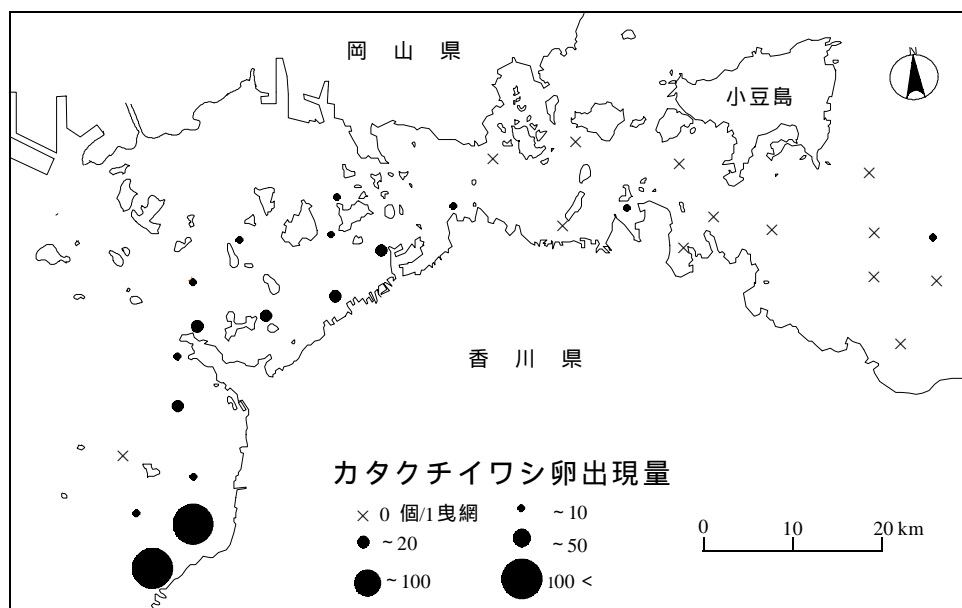 岡 山 県
N
小豆島
香 川 県
カタクチイワシ卵出現量
× 0 個/1曳網
~10
~20
~50
~100
100 <
0 10 20 km